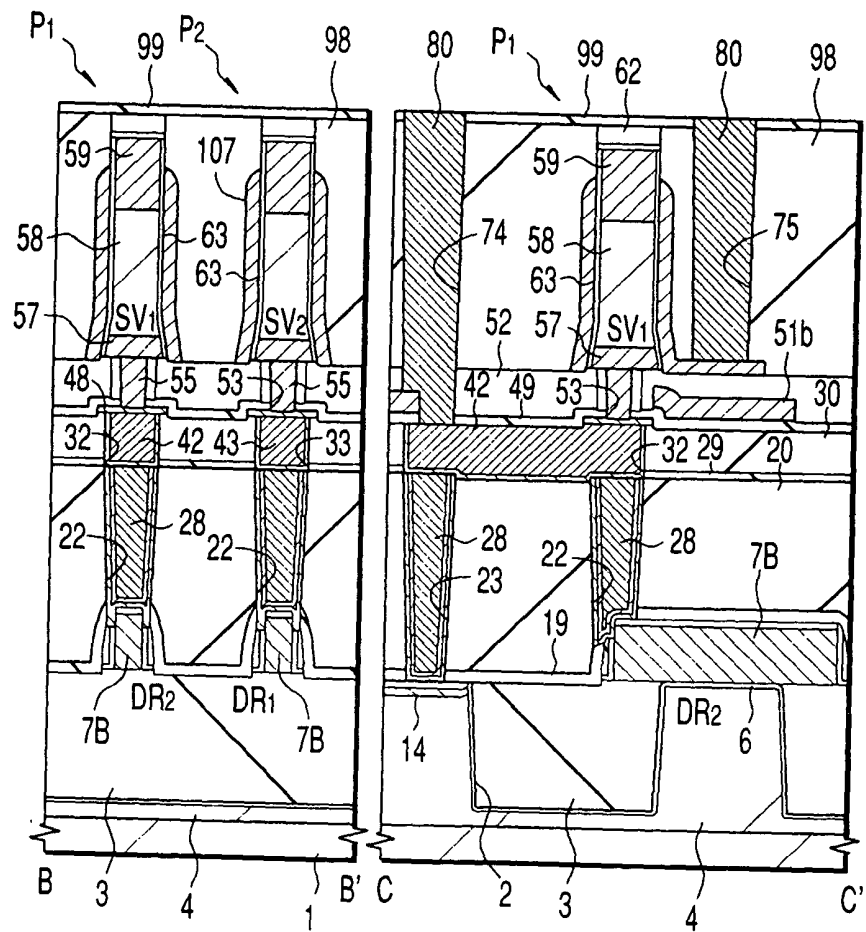 P1 P2 99 98 80 P1 99 62 80 98
59 107 59
58 63 63 74 58 63 75
57 SV1 SV2 52 57 SV1 51b
48 55 53 55 42 49 53 30
32 42 43 33 32 29 20
22 28 22 28 23 22 28 7B
19
7B DR2 DR1 7B 14 DR2 6
B 3 4 1 B' C 2 3 4 C'